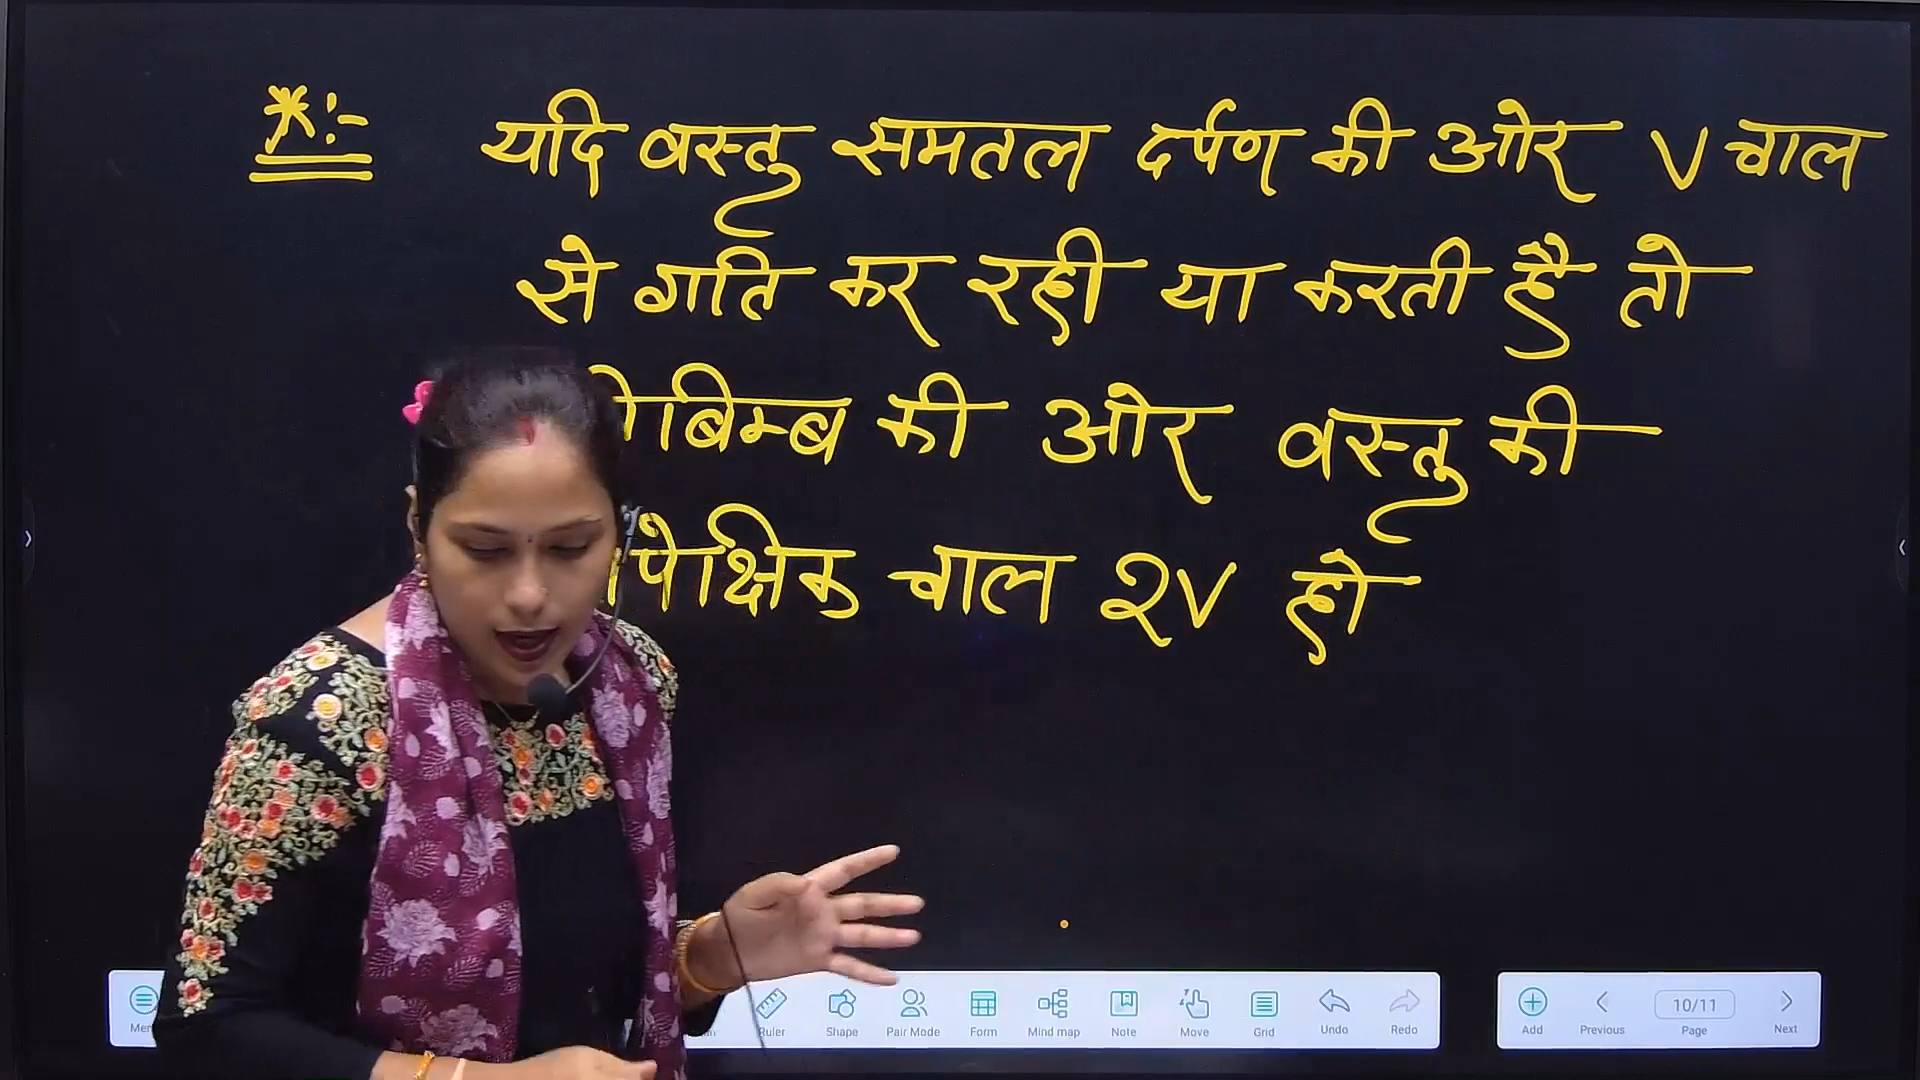 *:- यदि वस्तु समतल दर्पण की ओर V चाल
से गति कर रही या करती है तो
की ओर वस्तु की
चाल 2V हो
Ruler Shape Pair Mode Form Mind map Note Move Grid Undo Redo Add Previous 10/11 Page Next